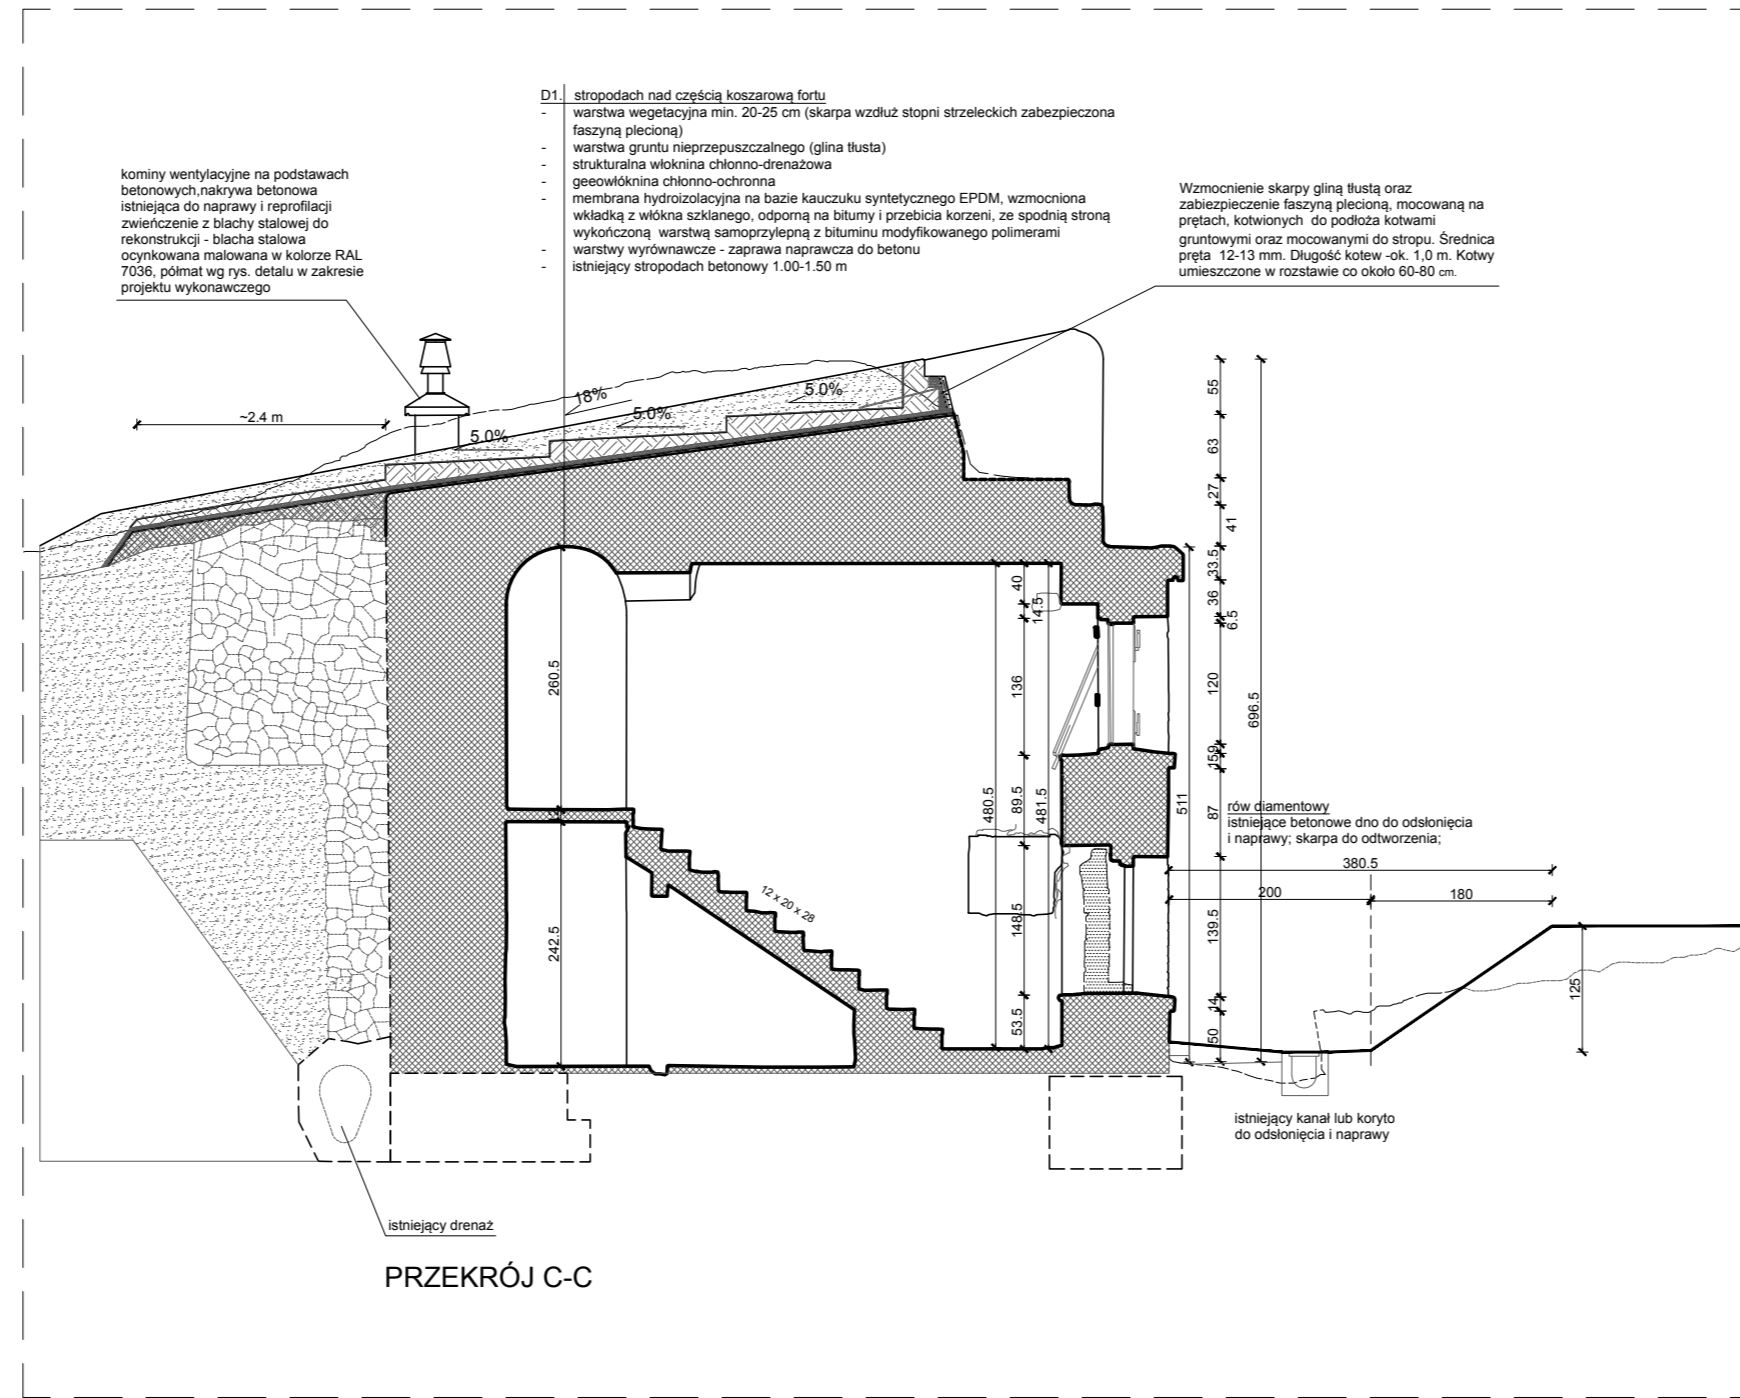 D1. stropodach nad częścią koszarową fortu
- warstwa wegetacyjna min. 20-25 cm (skarpa wzdłuż stopni strzeleckich zabezpieczona
faszyną plecioną)
- warstwa gruntu nieprzepuszczalnego (glina tłusta)
- strukturalna włoknina chłonno-drenażowa
- geeowłóknina chłonno-ochronna
- membrana hydroizolacyjna na bazie kauczuku syntetycznego EPDM, wzmocniona
wkładką z włókna szklanego, odporną na bitumy i przebicia korzeni, ze spodnią stroną
wykończoną warstwą samoprzylepną z bituminu modyfikowanego polimerami
- warstwy wyrównawcze - zaprawa naprawcza do betonu
- istniejący stropodach betonowy 1.00-1.50 m
kominy wentylacyjne na podstawach
betonowych,nakrywa betonowa
istniejąca do naprawy i reprofilacji
zwieńczenie z blachy stalowej do
rekonstrukcji - blacha stalowa
ocynkowana malowana w kolorze RAL
7036, półmat wg rys. detalu w zakresie
projektu wykonawczego
Wzmocnienie skarpy gliną tłustą oraz
zabiezpieczenie faszyną plecioną, mocowaną na
prętach, kotwionych do podłoża kotwami
gruntowymi oraz mocowanymi do stropu. Średnica
pręta 12-13 mm. Długość kotew -ok. 1,0 m. Kotwy
umieszczone w rozstawie co około 60-80 cm.
~2.4 m
18%
5.0%
5.0%
5.0%
55
63
27
41
33.5
36
6.5
120
9
15
87
139.5
14
50
696.5
511
40
14.5
136
89.5
148.5
53.5
480.5
481.5
260.5
242.5
12 x 20 x 28
rów diamentowy
istniejące betonowe dno do odsłonięcia
i naprawy; skarpa do odtworzenia;
380.5
200
180
125
istniejący kanał lub koryto
do odsłonięcia i naprawy
istniejący drenaż
PRZEKRÓJ C-C